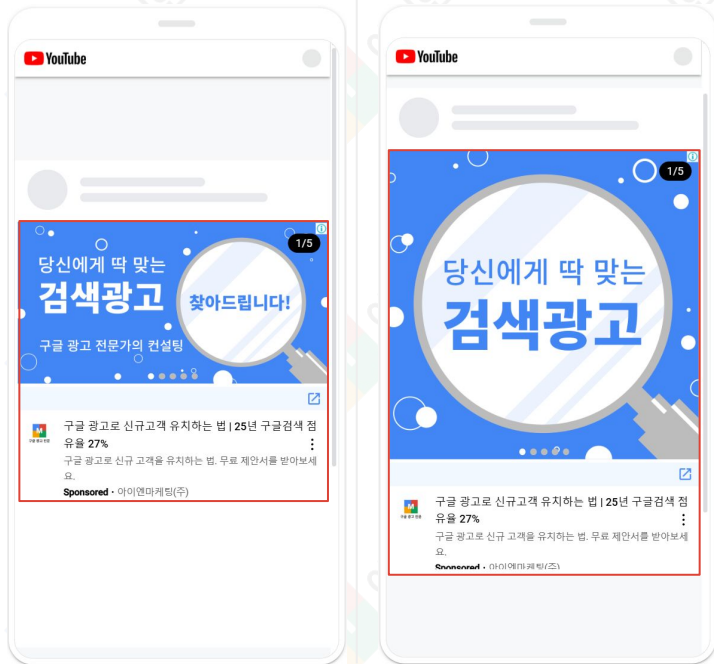 YouTube
1/5
당신에게 딱 맞는
검색광고
찾아드립니다!
구글 광고 전문가의 컨설팅
구글 광고로 신규고객 유치하는 법 | 25년 구글검색 점
유율 27%
구글 광고로 신규 고객을 유치하는 법. 무료 제안서를 받아보세
요.
Sponsored · 아이엔마케팅(주)
YouTube
1/5
당신에게 딱 맞는
검색광고
구글 광고로 신규고객 유치하는 법 | 25년 구글검색 점
유율 27%
구글 광고로 신규 고객을 유치하는 법. 무료 제안서를 받아보세
요.
Sponsored · 아이엔마케팅(주)